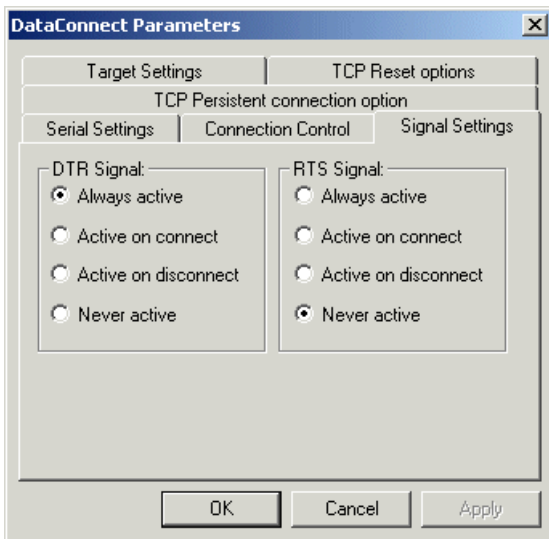 DataConnect Parameters
Target Settings TCP Reset options
TCP Persistent connection option
Serial Settings Connection Control Signal Settings
DTR Signal: RTS Signal:
Always active Always active
Active on connect Active on connect
Active on disconnect Active on disconnect
Never active Never active
OK Cancel Apply